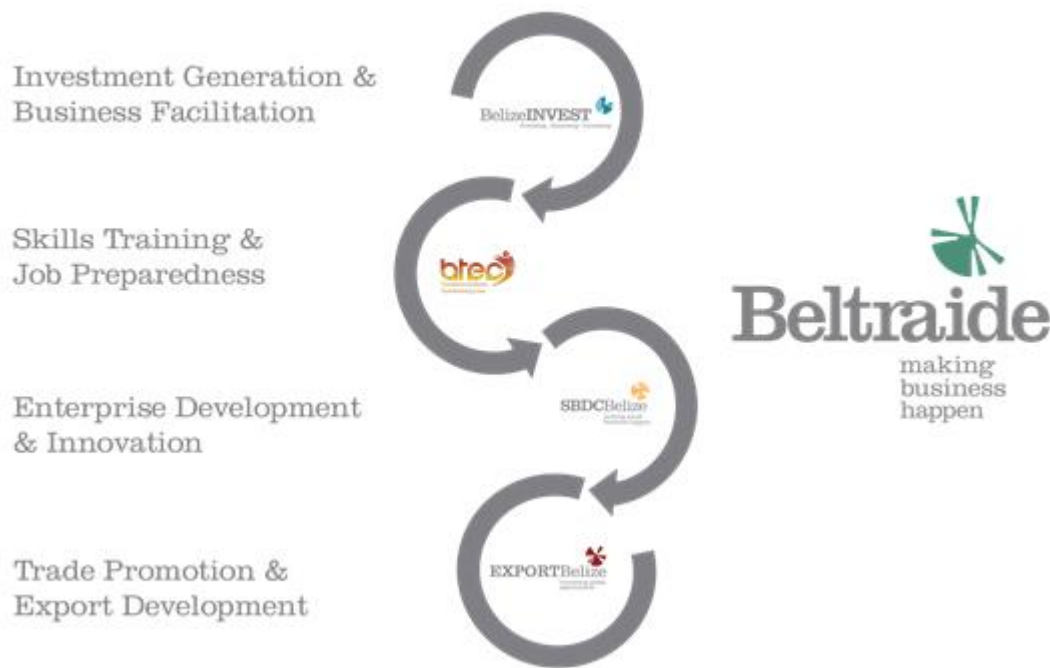 Investment Generation &
Business Facilitation
BelizeINVEST
Skills Training &
Job Preparedness
btec
Enterprise Development
& Innovation
SBDCBelize
Trade Promotion &
Export Development
EXPORTBelize
Beltraide
making
business
happen